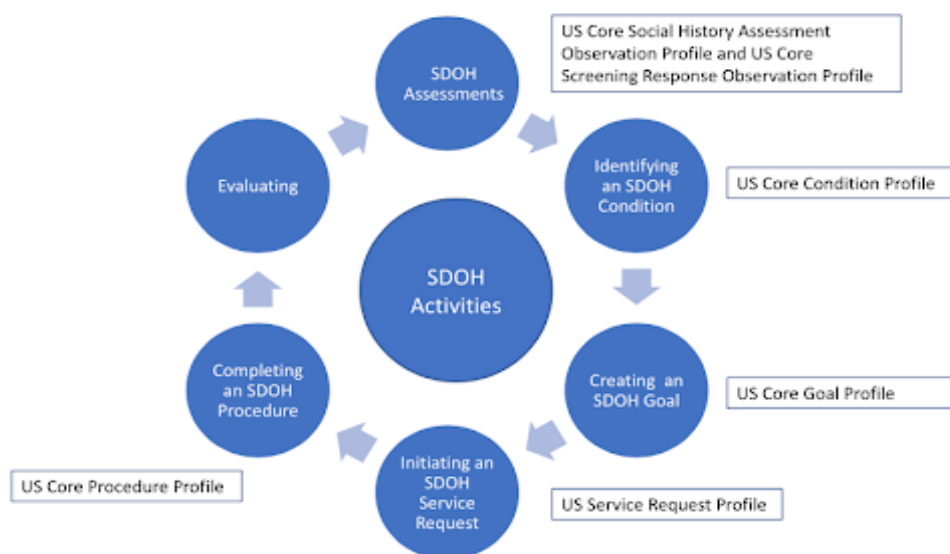 US Core Social History Assessment
Observation Profile and US Core
Screening Response Observation Profile
SDOH
Assessments
Evaluating
Identifying
an SDOH
Condition
US Core Condition Profile
SDOH
Activities
Completing
an SDOH
Procedure
Creating an
SDOH Goal
US Core Goal Profile
Initiating an
SDOH
Service
Request
US Core Procedure Profile
US Service Request Profile